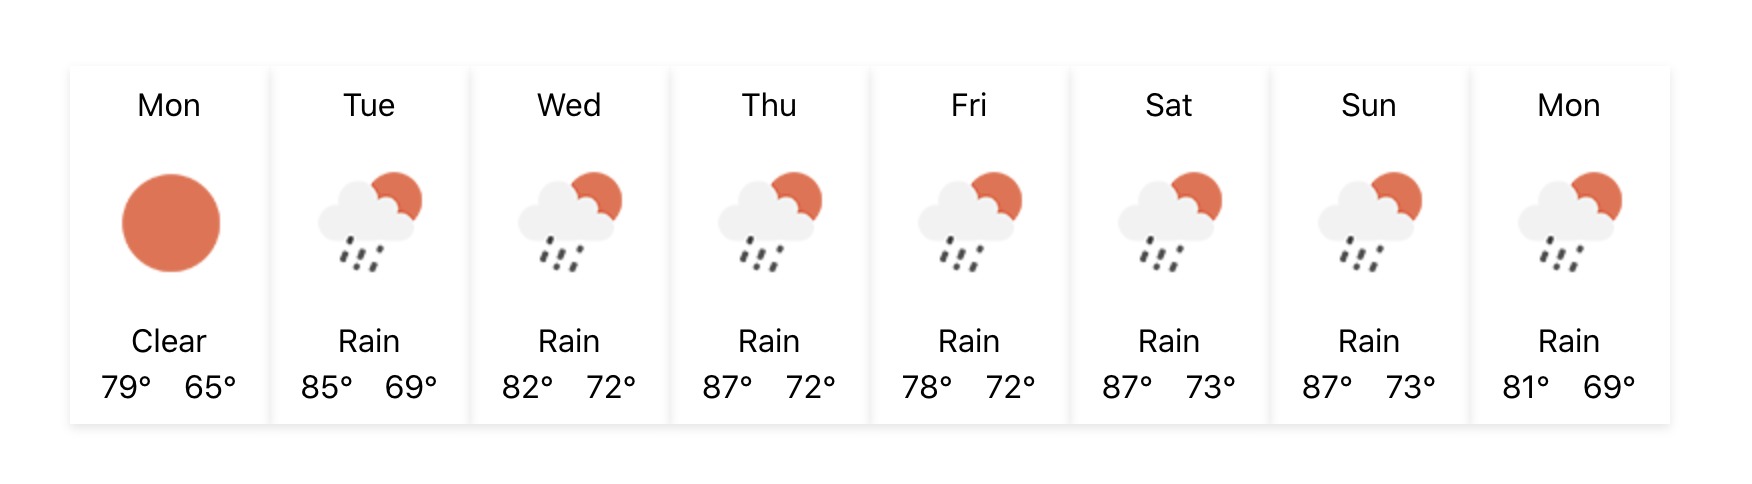 Mon Tue Wed Thu Fri Sat Sun Mon
Clear Rain Rain Rain Rain Rain Rain Rain
79° 65° 85° 69° 82° 72° 87° 72° 78° 72° 87° 73° 87° 73° 81° 69°